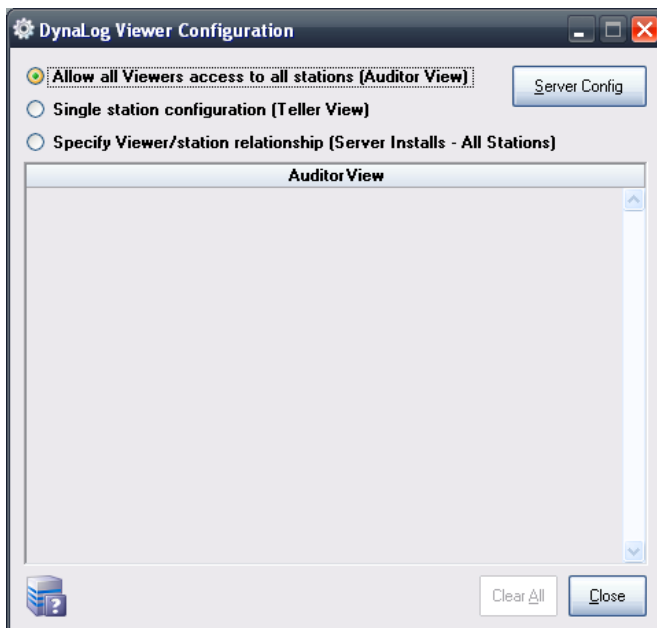 DynaLog Viewer Configuration
Allow all Viewers access to all stations (Auditor View)
Server Config
Single station configuration (Teller View)
Specify Viewer/station relationship (Server Installs - All Stations)
Auditor View
?
Clear All
Close